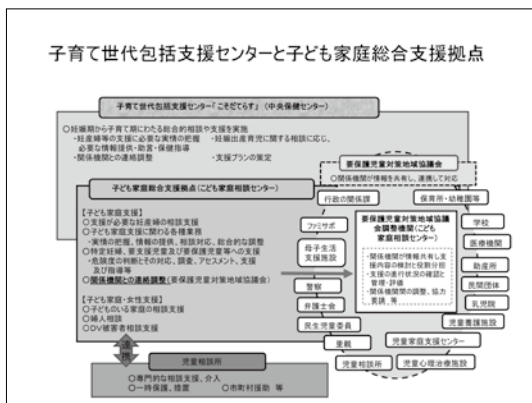 子育て世代包括支援センターと子ども家庭総合支援拠点
子育て世代包括支援センター「こそだてらす」(中央保健センター)
○妊娠期から子育て期にわたる総合的相談や支援を実施
・妊産婦等の支援に必要な実情の把握
・妊娠出産育児に関する相談に応じ、
必要な情報提供・助言・保健指導
・関係機関との連絡調整
・支援プランの策定
要保護児童対策地域協議会
○関係機関が情報を共有し、連携して対応
子ども家庭総合支援拠点(こども家庭相談センター)
【子ども家庭支援】
○支援が必要な妊産婦の相談支援
○子ども家庭支援に関わる各種業務
・実情の把握、情報の提供、相談対応、総合的な調整
○特定妊婦、要支援児童及び要保護児童等への支援
・危険度の判断とその対応、調査、アセスメント、支援
及び指導等
○関係機関との連絡調整(要保護児童対策地域協議会)
【子ども家庭・女性支援】
○子どものいる家庭の相談支援
○婦人相談
○DV被害者相談支援
行政の関係課
保育所・幼稚園等
ファミサポ
母子生活
支援施設
警察
弁護士会
民生児童委員
里親
児童相談所
要保護児童対策地域協議
会調整機関(こども
家庭相談センター)
・関係機関が情報共有し支
援内容の検討と役割分担
・支援の進行状況の確認と
管理・評価
・関係機関間の調整、協力
要請 等
学校
医療機関
助産所
民間団体
乳児院
児童養護施設
児童家庭支援センター
児童心理治療施設
連携
児童相談所
○専門的な相談支援、介入
○一時保護、措置
○市町村援助 等